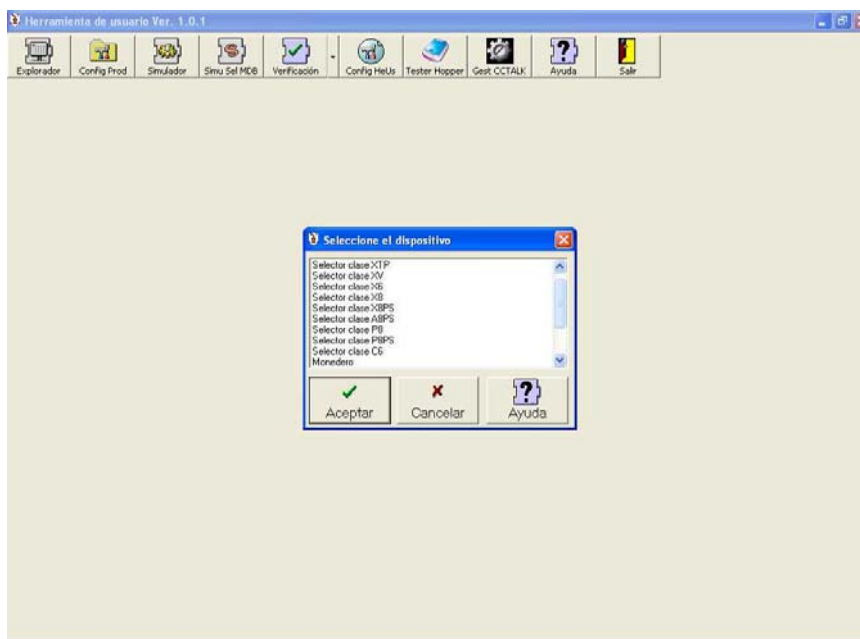 Herramienta de usuario Ver. 1.0.1
Explorador Config Prod Simulador Simu Sel MDB Verificación Config HeUs Tester Hopper Gest CCTALK Ayuda Salir
Seleccione el dispositivo
Selector clase XTP
Selector clase XV
Selector clase X6
Selector clase X8
Selector clase X8PS
Selector clase A8PS
Selector clase P8
Selector clase P8PS
Selector clase C6
Monedero
Aceptar Cancelar Ayuda